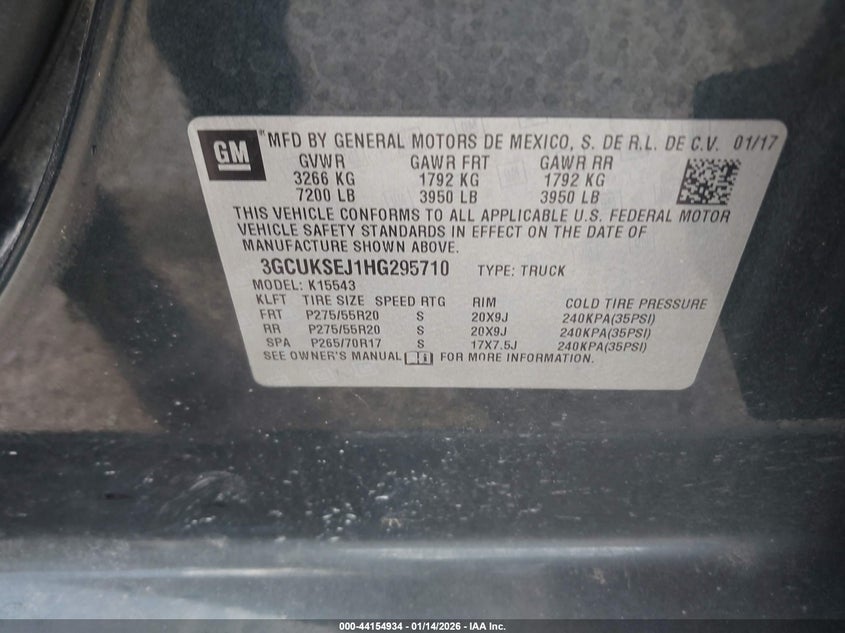 GM
MFD BY GENERAL MOTORS DE MEXICO, S. DE R.L. DE C.V. 01/17
GVWR GAWR FRT GAWR RR
3266 KG 1792 KG 1792 KG
7200 LB 3950 LB 3950 LB
THIS VEHICLE CONFORMS TO ALL APPLICABLE U.S. FEDERAL MOTOR
VEHICLE SAFETY STANDARDS IN EFFECT ON THE DATE OF
MANUFACTURE SHOWN ABOVE.
3GCUKSEJ1HG295710 TYPE: TRUCK
MODEL: K15543
KLFT TIRE SIZE SPEED RTG RIM COLD TIRE PRESSURE
FRT P275/55R20 S 20X9J 240KPA(35PSI)
RR P275/55R20 S 20X9J 240KPA(35PSI)
SPA P265/70R17 S 17X7.5J 240KPA(35PSI)
SEE OWNER'S MANUAL FOR MORE INFORMATION.
000-44154934 - 01/14/2026 - IAA Inc.